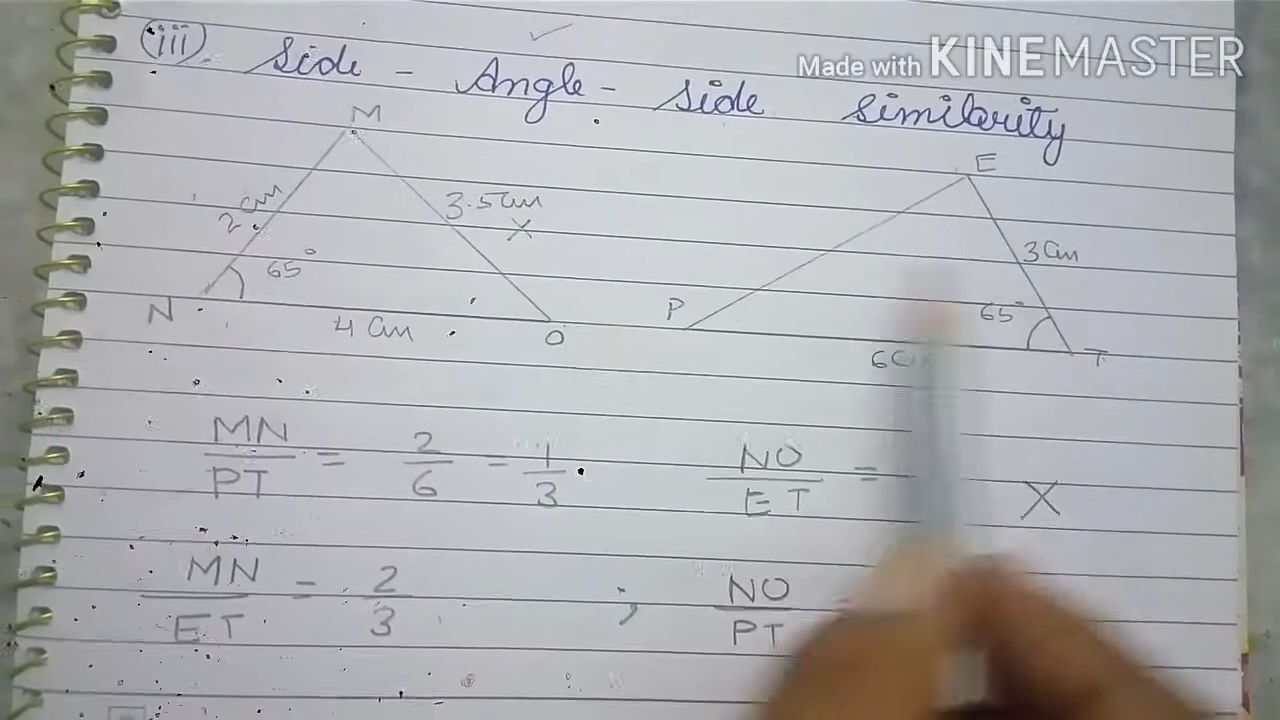 Made with KINEMASTER
(iii). Side - Angle - Side Similarity
M
E
2 cm
3.5 cm
X
3 cm
65°
65°
N
4 cm
O
P
T
MN/PT = 2/6 = 1/3
NO/ET =
X
MN/ET = 2/3 ; NO/PT